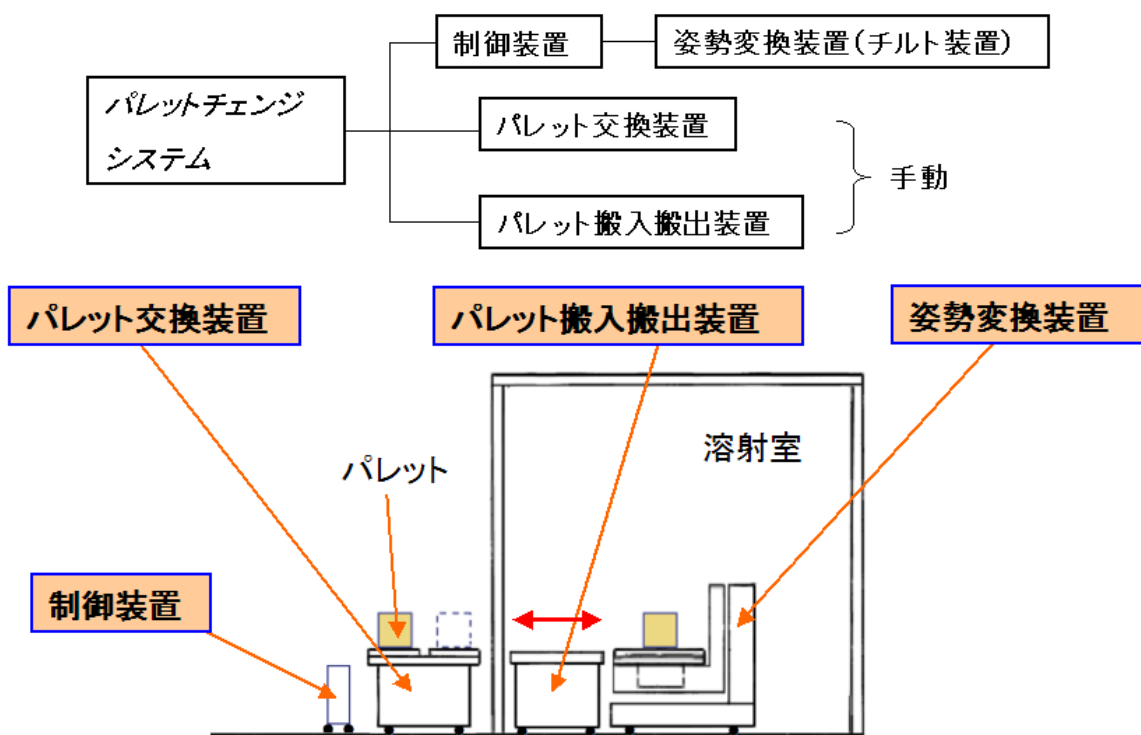 制御装置
姿勢変換装置(チルト装置)
パレットチェンジ
システム
パレット交換装置
手動
パレット搬入搬出装置
パレット交換装置
パレット搬入搬出装置
姿勢変換装置
溶射室
パレット
制御装置